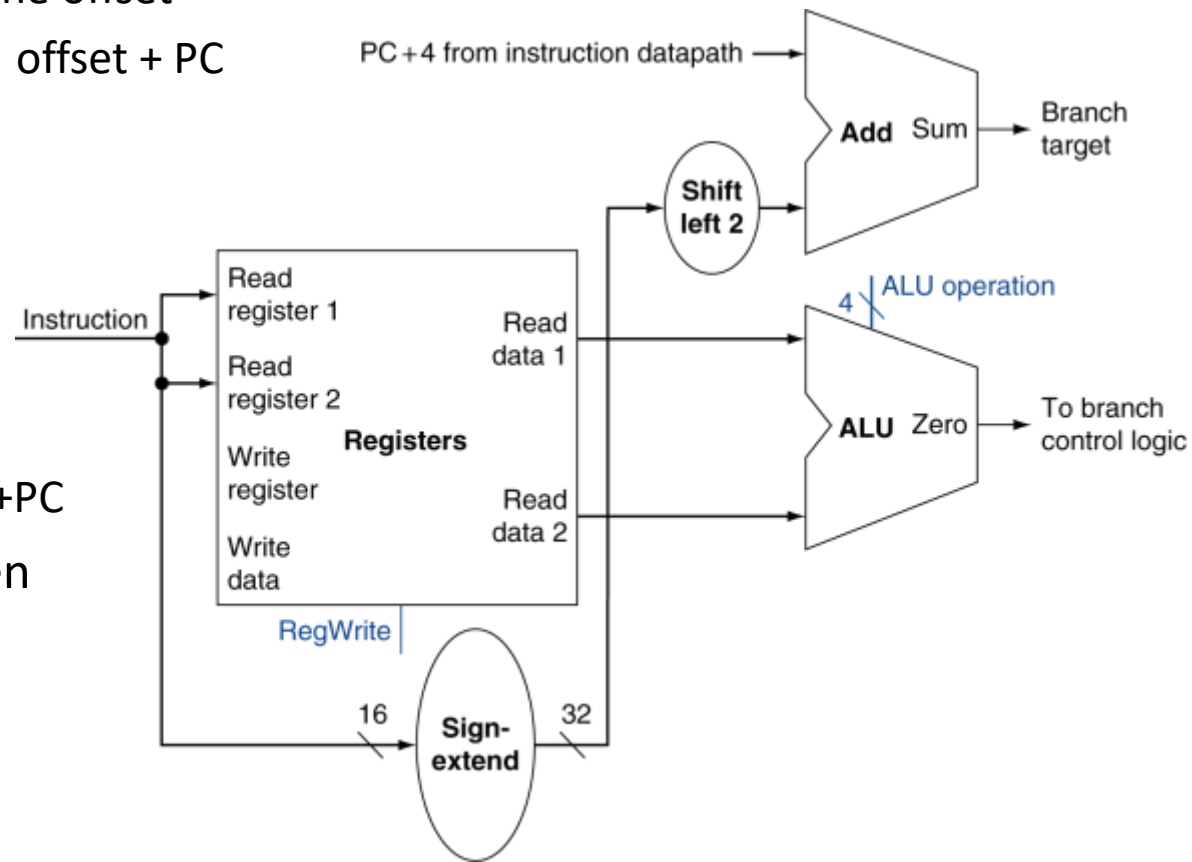 offset
offset + PC
+PC
PC+4 from instruction datapath
Add Sum
Branch
target
Shift
left 2
ALU operation
4
Instruction
Read
register 1
Read
register 2
Write
register
Write
data
Registers
Read
data 1
Read
data 2
ALU Zero
To branch
control logic
RegWrite
16
Sign-
extend
32